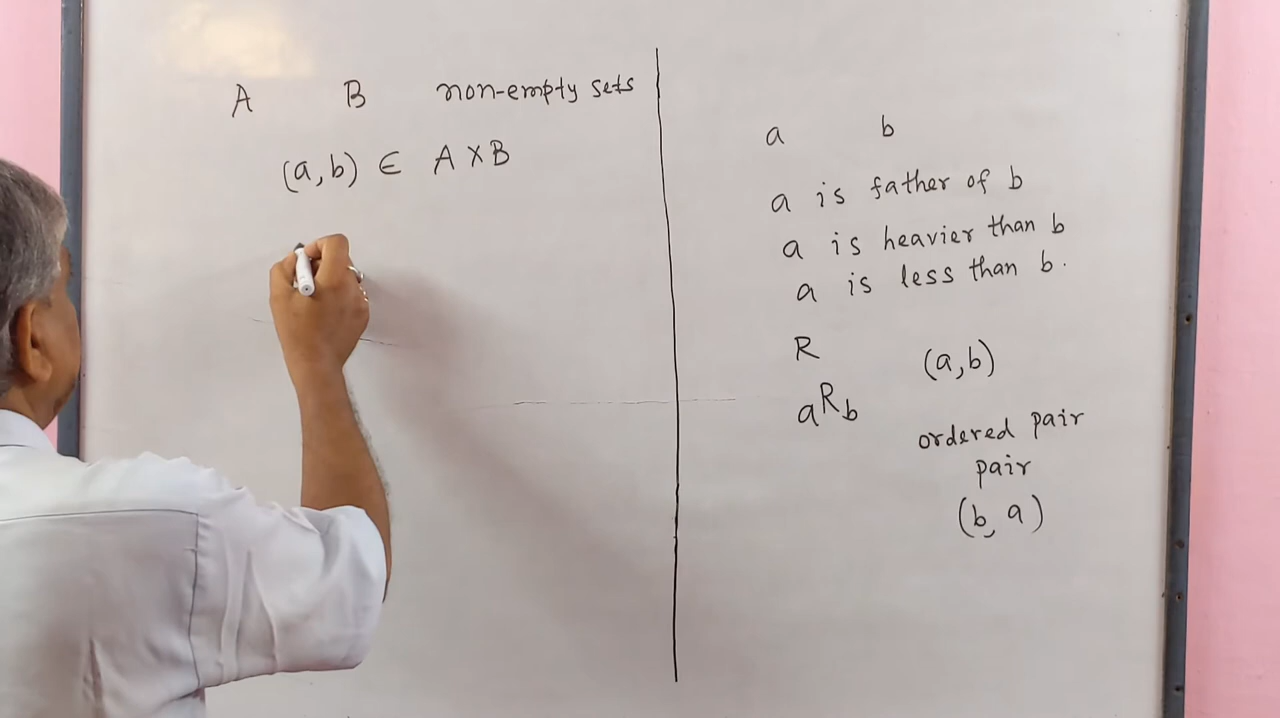 A B non-empty sets
(a,b) ∈ A X B
a b
a is father of b
a is heavier than b
a is less than b.
R (a,b)
aRb
ordered pair
pair
(b, a)